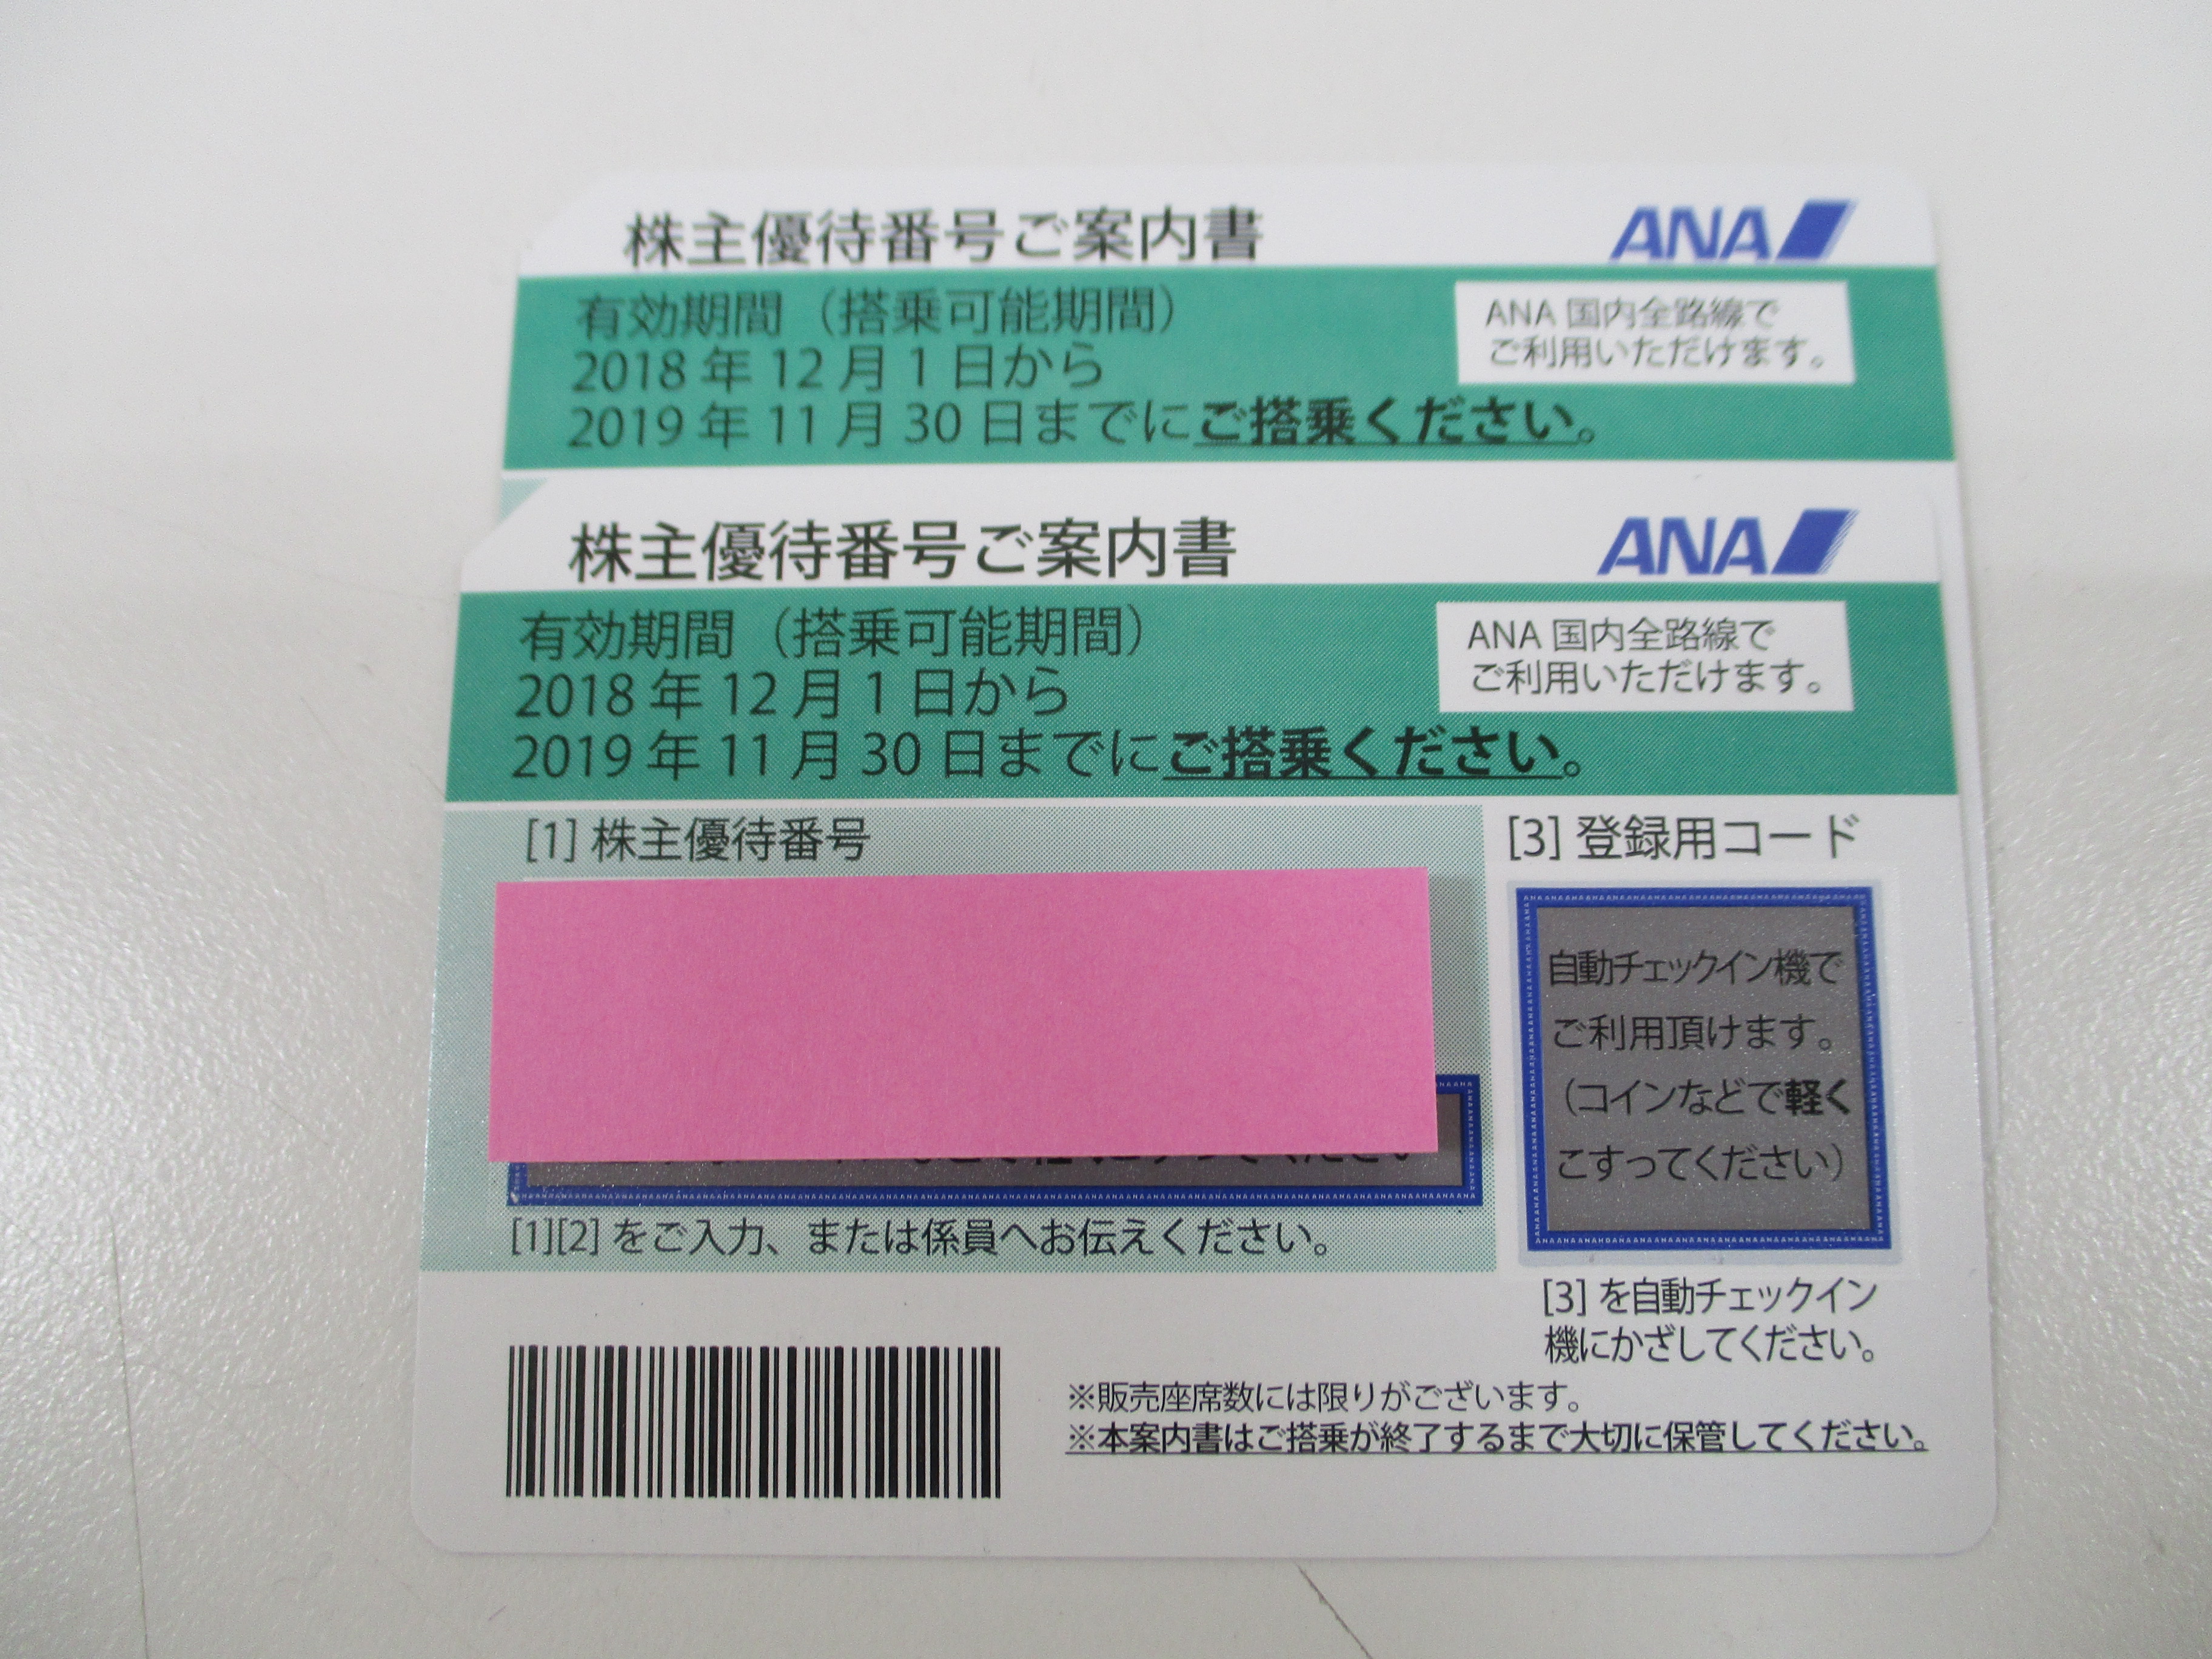 株主優待番号ご案内書
ANA
有効期間（搭乗可能期間）
2018年12月1日から
2019年11月30日までにご搭乗ください。
ANA国内全路線で
ご利用いただけます。
株主優待番号ご案内書
ANA
有効期間（搭乗可能期間）
2018年12月1日から
2019年11月30日までにご搭乗ください。
ANA国内全路線で
ご利用いただけます。
[1] 株主優待番号
[1][2] をご入力、または係員へお伝えください。
[3] 登録用コード
自動チェックイン機で
ご利用頂けます。
（コインなどで軽く
こすってください）
[3] を自動チェックイン
機にかざしてください。
※販売座席数には限りがございます。
※本案内書はご搭乗が終了するまで大切に保管してください。